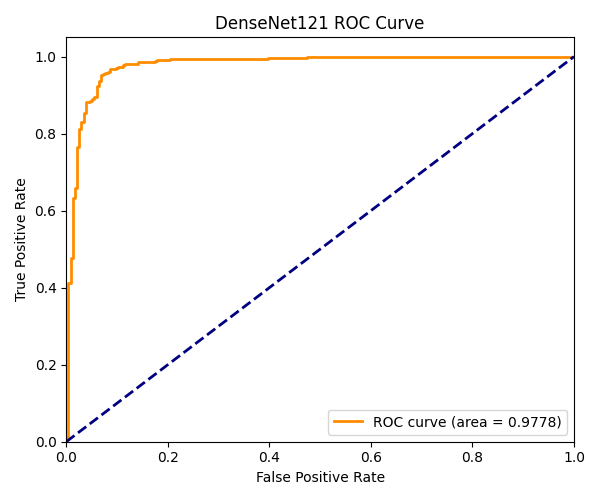 DenseNet121 ROC Curve
True Positive Rate
1.0
0.8
0.6
0.4
0.2
0.0
ROC curve (area = 0.9778)
0.0 0.2 0.4 0.6 0.8 1.0
False Positive Rate